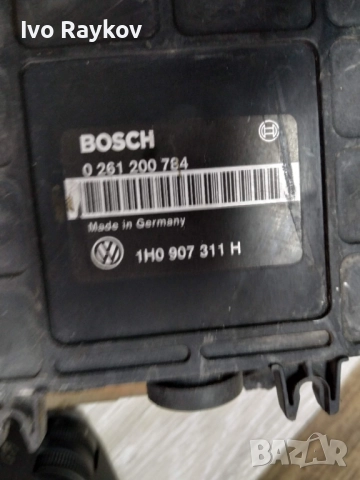 Ivo Raykov
BOSCH
0 261 200 784
Made in Germany
1H0 907 311 H
BAZAR